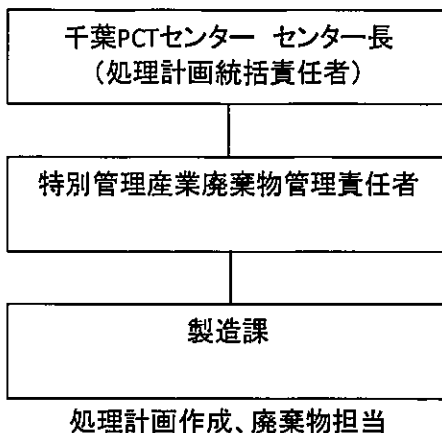 千葉PCTセンター センター長
（処理計画統括責任者）
特別管理産業廃棄物管理責任者
製造課
処理計画作成、廃棄物担当